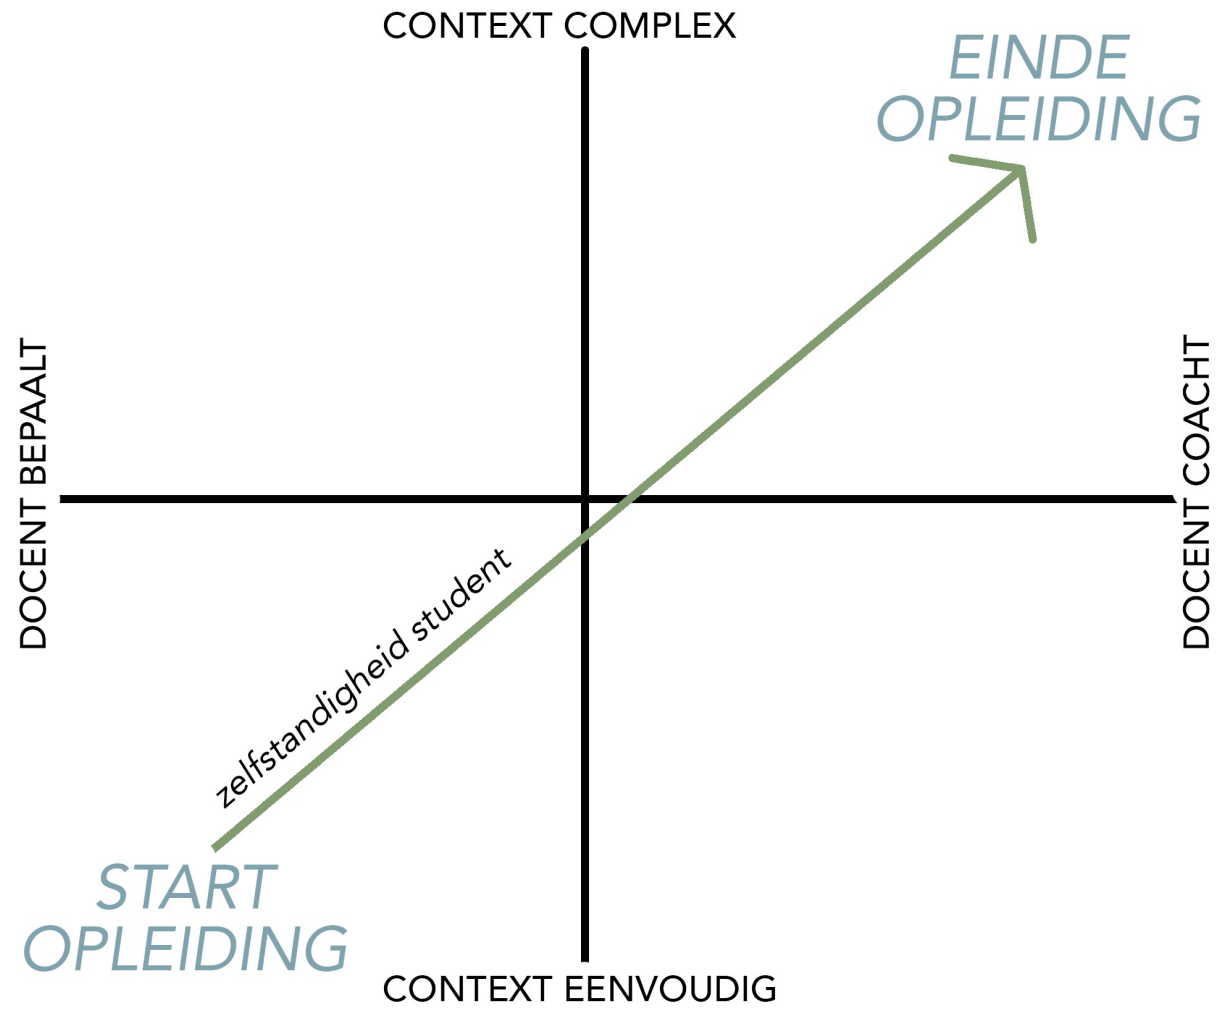 CONTEXT COMPLEX
EINDE
OPLEIDING
DOCENT BEPAALT
DOCENT COACHT
zelfstandigheid student
START
OPLEIDING
CONTEXT EENVOUDIG